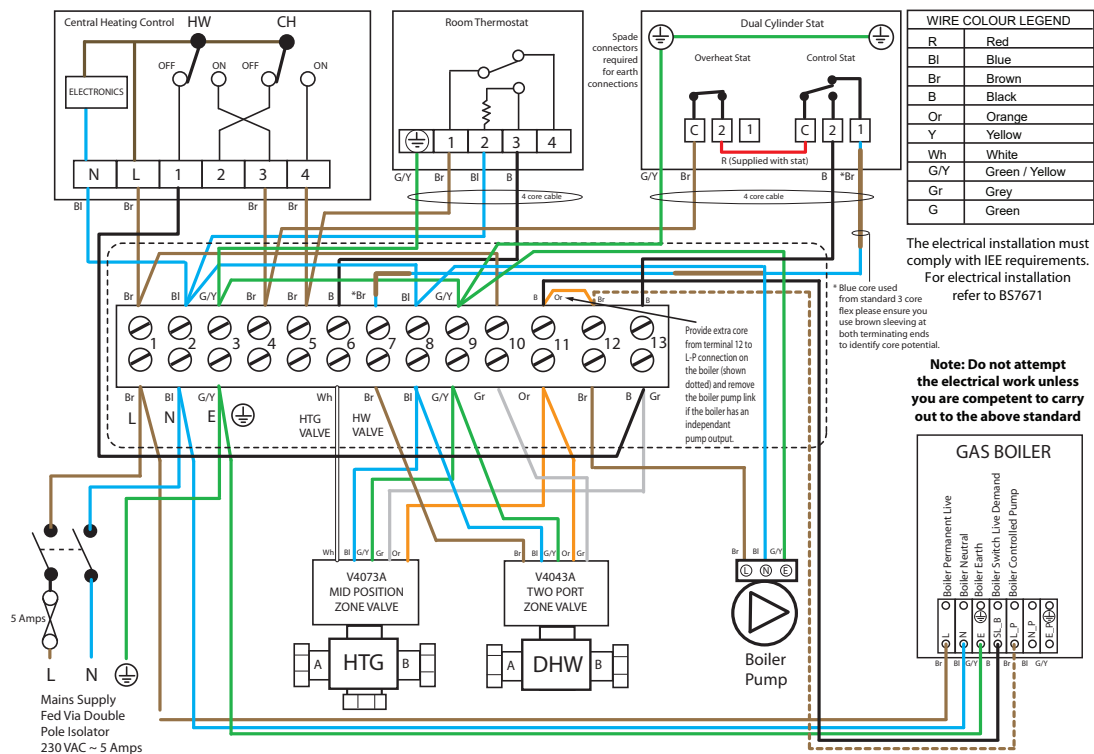 Central Heating Control
HW
CH
OFF
ON
OFF
ON
ELECTRONICS
N
L
1
2
3
4
Bl
Br
Br
Br
Room Thermostat
1
2
3
4
G/Y
Br
Bl
B
4 core cable
Spade
connectors
required
for earth
connections
Dual Cylinder Stat
Overheat Stat
Control Stat
C
2
1
C
2
1
R (Supplied with stat)
G/Y
Br
B
*Br
4 core cable
WIRE COLOUR LEGEND
R Red
Bl Blue
Br Brown
B Black
Or Orange
Y Yellow
Wh White
G/Y Green / Yellow
Gr Grey
G Green
The electrical installation must
comply with IEE requirements.
For electrical installation
refer to BS7671
* Blue core used
from standard 3 core
flex please ensure you
use brown sleeving at
both terminating ends
to identify core potential.
Note: Do not attempt
the electrical work unless
you are competent to carry
out to the above standard
Br
Bl
G/Y
Br
Br
B
*Br
Bl
G/Y
B
Or
*Br
B
1
2
3
4
5
6
7
8
9
10
11
12
13
Provide extra core
from terminal 12 to
L-P connection on
the boiler (shown
dotted) and remove
the boiler pump link
if the boiler has an
independant
pump output.
Br
Bl
G/Y
Wh
Br
Bl
G/Y
Gr
Or
Br
B
Gr
L
N
E
HTG
VALVE
HW
VALVE
5 Amps
L
N
Mains Supply
Fed Via Double
Pole Isolator
230 VAC ~ 5 Amps
Wh
Bl
G/Y
Gr
Or
V4073A
MID POSITION
ZONE VALVE
A
HTG
B
Br
Bl
G/Y
Or
Gr
V4043A
TWO PORT
ZONE VALVE
A
DHW
B
Br
Bl
G/Y
L
N
E
Boiler
Pump
GAS BOILER
Boiler Permanent Live
Boiler Neutral
Boiler Earth
Boiler Switch Live Demand
Boiler Controlled Pump
L
N
E
SL_B
L_P
N_P
E_P
Br
Bl
G/Y
B
Br
Bl
G/Y